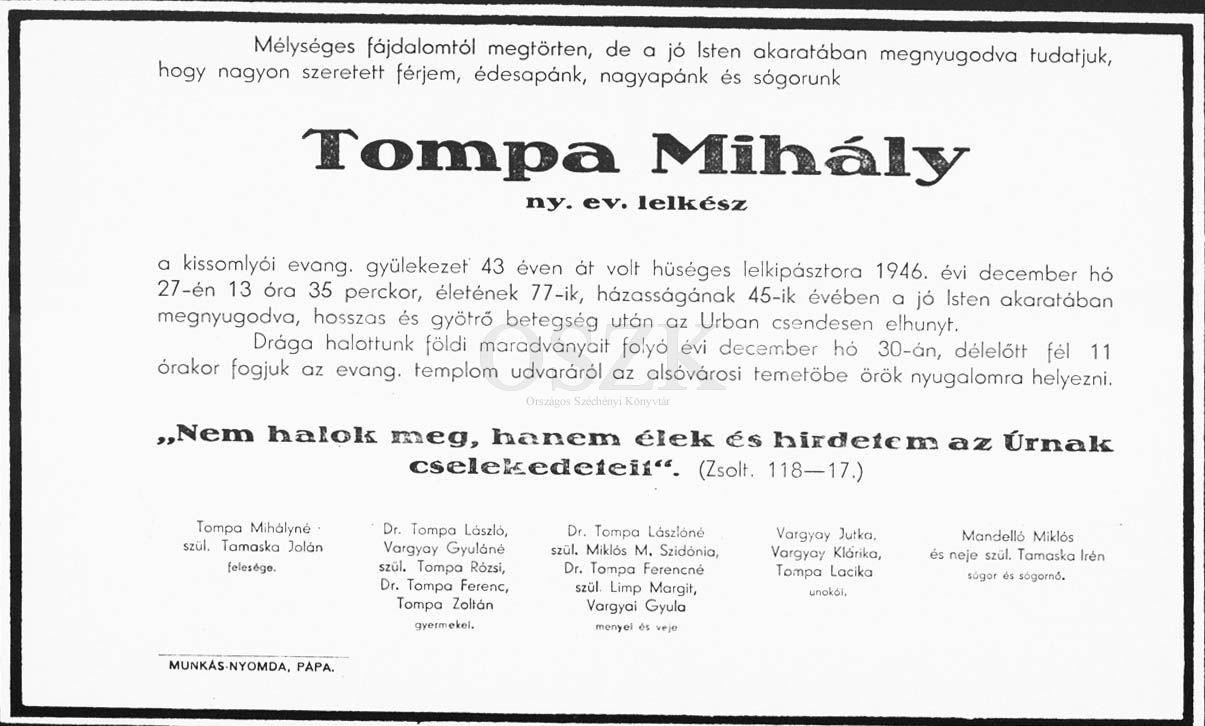 Mélységes fájdalomtól megtörten, de a jó Isten akaratában megnyugodva tudatjuk,
hogy nagyon szeretett férjem, édesapánk, nagyapánk és sógorunk
Tompa Mihály
ny. ev. lelkész
a kissomlyói evang. gyülekezet 43 éven át volt hüséges lelkipásztora 1946. évi december hó
27-én 13 óra 35 perckor, életének 77-ik, házasságának 45-ik évében a jó Isten akaratában
megnyugodva, hosszas és gyötrő betegség után az Urban csendesen elhunyt.
Drága halottunk földi maradványait folyó évi december hó 30-án, délelőtt fél 11
órakor fogjuk az evang. templom udvaráról az alsóvárosi temetöbe örök nyugalomra helyezni.
OSZK
Országos Széchényi Könyvtár
„Nem halok meg, hanem élek és hirdetem az Úrnak
cselekedeteit“. (Zsolt. 118—17.)
Tompa Mihályné
szül. Tamaska Jolán
felesége.
Dr. Tompa László,
Vargyay Gyuláné
szül. Tompa Rózsi,
Dr. Tompa Ferenc,
Tompa Zoltán
gyermekei.
Dr. Tompa Lászlóné
szül. Miklós M. Szidónia,
Dr. Tompa Ferencné
szül. Limp Margit,
Vargyai Gyula
menyei és veje
Vargyay Jutka,
Vargyay Klárika,
Tompa Lacika
unokái.
Mandelló Miklós
és neje szül. Tamaska Irén
sógor és sógornő.
MUNKÁS-NYOMDA, PÁPA.